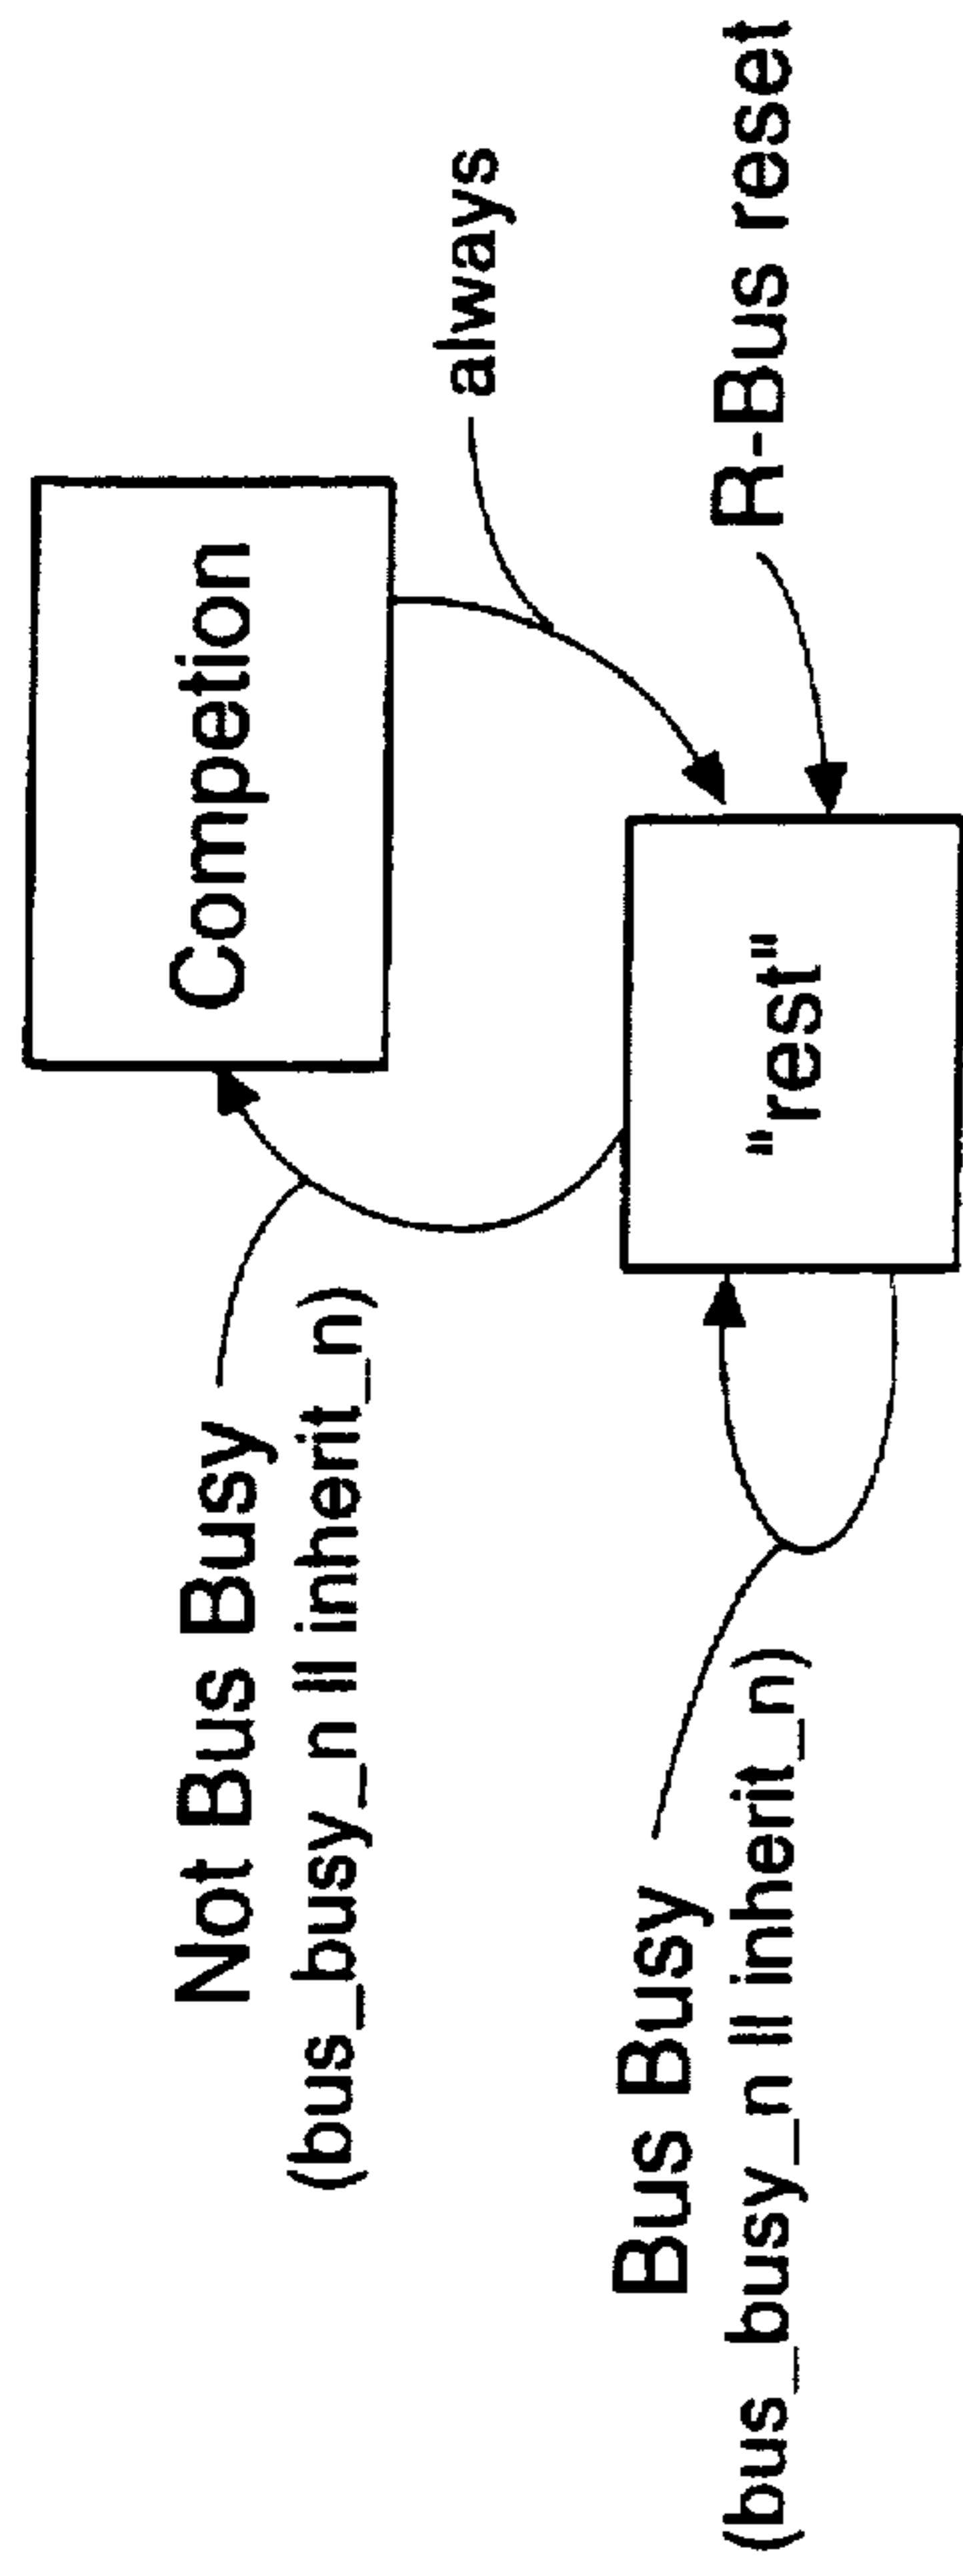 Not Bus Busy
(bus_busy_n || inherit_n)
Competion
always
Bus Busy
(bus_busy_n || inherit_n)
"rest"
R-Bus reset